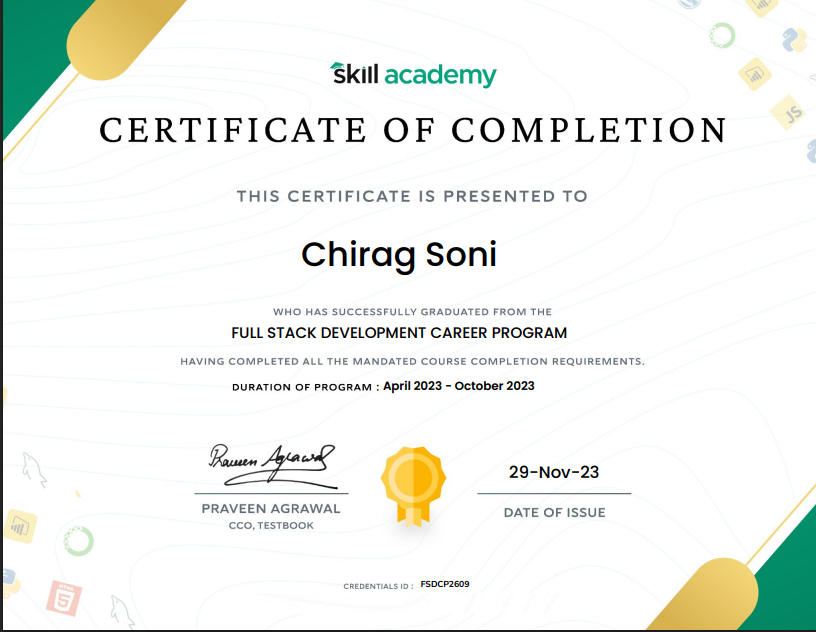 skill academy
CERTIFICATE OF COMPLETION
THIS CERTIFICATE IS PRESENTED TO
Chirag Soni
WHO HAS SUCCESSFULLY GRADUATED FROM THE
FULL STACK DEVELOPMENT CAREER PROGRAM
HAVING COMPLETED ALL THE MANDATED COURSE COMPLETION REQUIREMENTS.
DURATION OF PROGRAM : April 2023 - October 2023
Praveen Agrawal
PRAVEEN AGRAWAL
CCO, TESTBOOK
29-Nov-23
DATE OF ISSUE
CREDENTIALS ID : FSDCP2609
JS
HTML
5